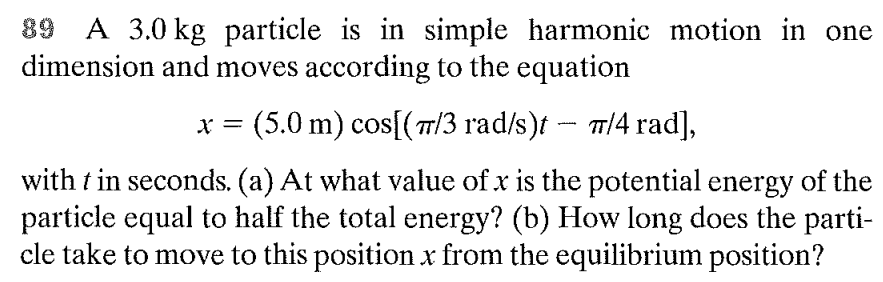 89 A 3.0 kg particle is in simple harmonic motion in one
dimension and moves according to the equation
x = (5.0 m) cos[(π/3 rad/s)t − π/4 rad],
with t in seconds. (a) At what value of x is the potential energy of the
particle equal to half the total energy? (b) How long does the parti-
cle take to move to this position x from the equilibrium position?